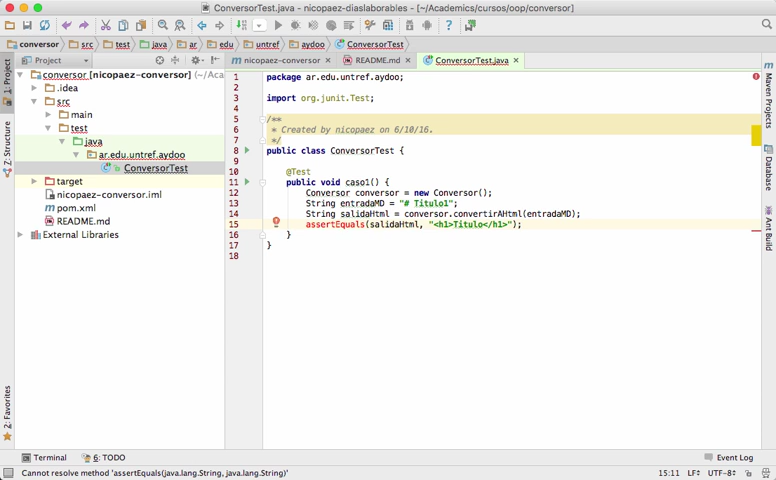 ConversorTest.java - nicopaez-diaslaborables - [~/Academics/cursos/oop/conversor]
conversor src test java ar edu untref aydoo ConversorTest
Project
nicopaez-conversor README.md ConversorTest.java
conversor [nicopaez-conversor] (~/Aca
.idea
src
main
test
java
ar.edu.untref.aydoo
ConversorTest
target
nicopaez-conversor.iml
pom.xml
README.md
External Libraries
1 package ar.edu.untref.aydoo;
2
3 import org.junit.Test;
4
5 /**
6 * Created by nicopaez on 6/10/16.
7 */
8 public class ConversorTest {
9
10 @Test
11 public void caso1() {
12 Conversor conversor = new Conversor();
13 String entradaMD = "# Titulo1";
14 String salidaHtml = conversor.convertirAHtml(entradaMD);
15 assertEquals(salidaHtml, "<h1>Titulo</h1>");
16 }
17 }
18
1: Project
Z: Structure
2: Favorites
Maven Projects
Database
Ant Build
Terminal 6: TODO Event Log
Cannot resolve method 'assertEquals(java.lang.String, java.lang.String)' 15:11 LF UTF-8